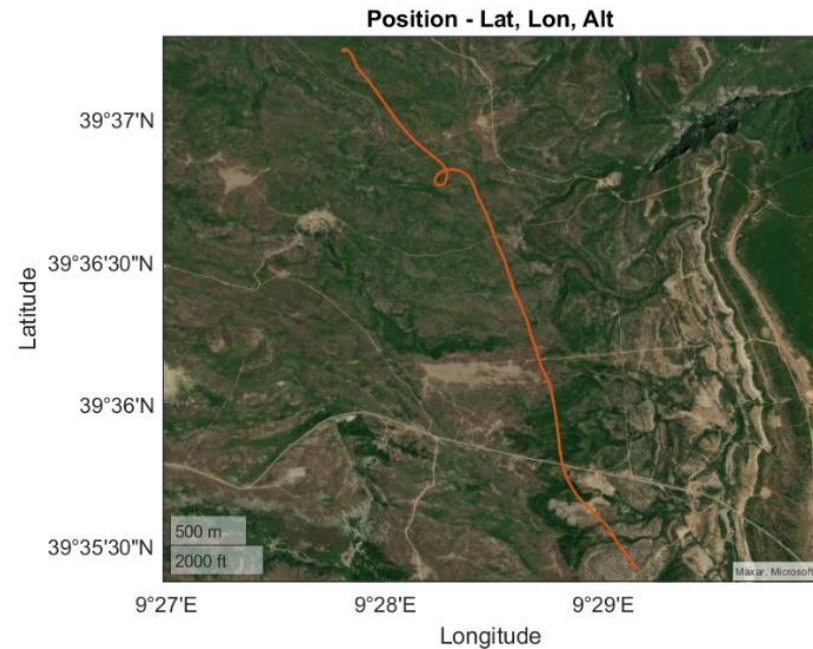 Position - Lat, Lon, Alt
39°37'N
39°36'30"N
39°36'N
39°35'30"N
Latitude
500 m
2000 ft
Maxar, Microsoft
9°27'E
9°28'E
9°29'E
Longitude